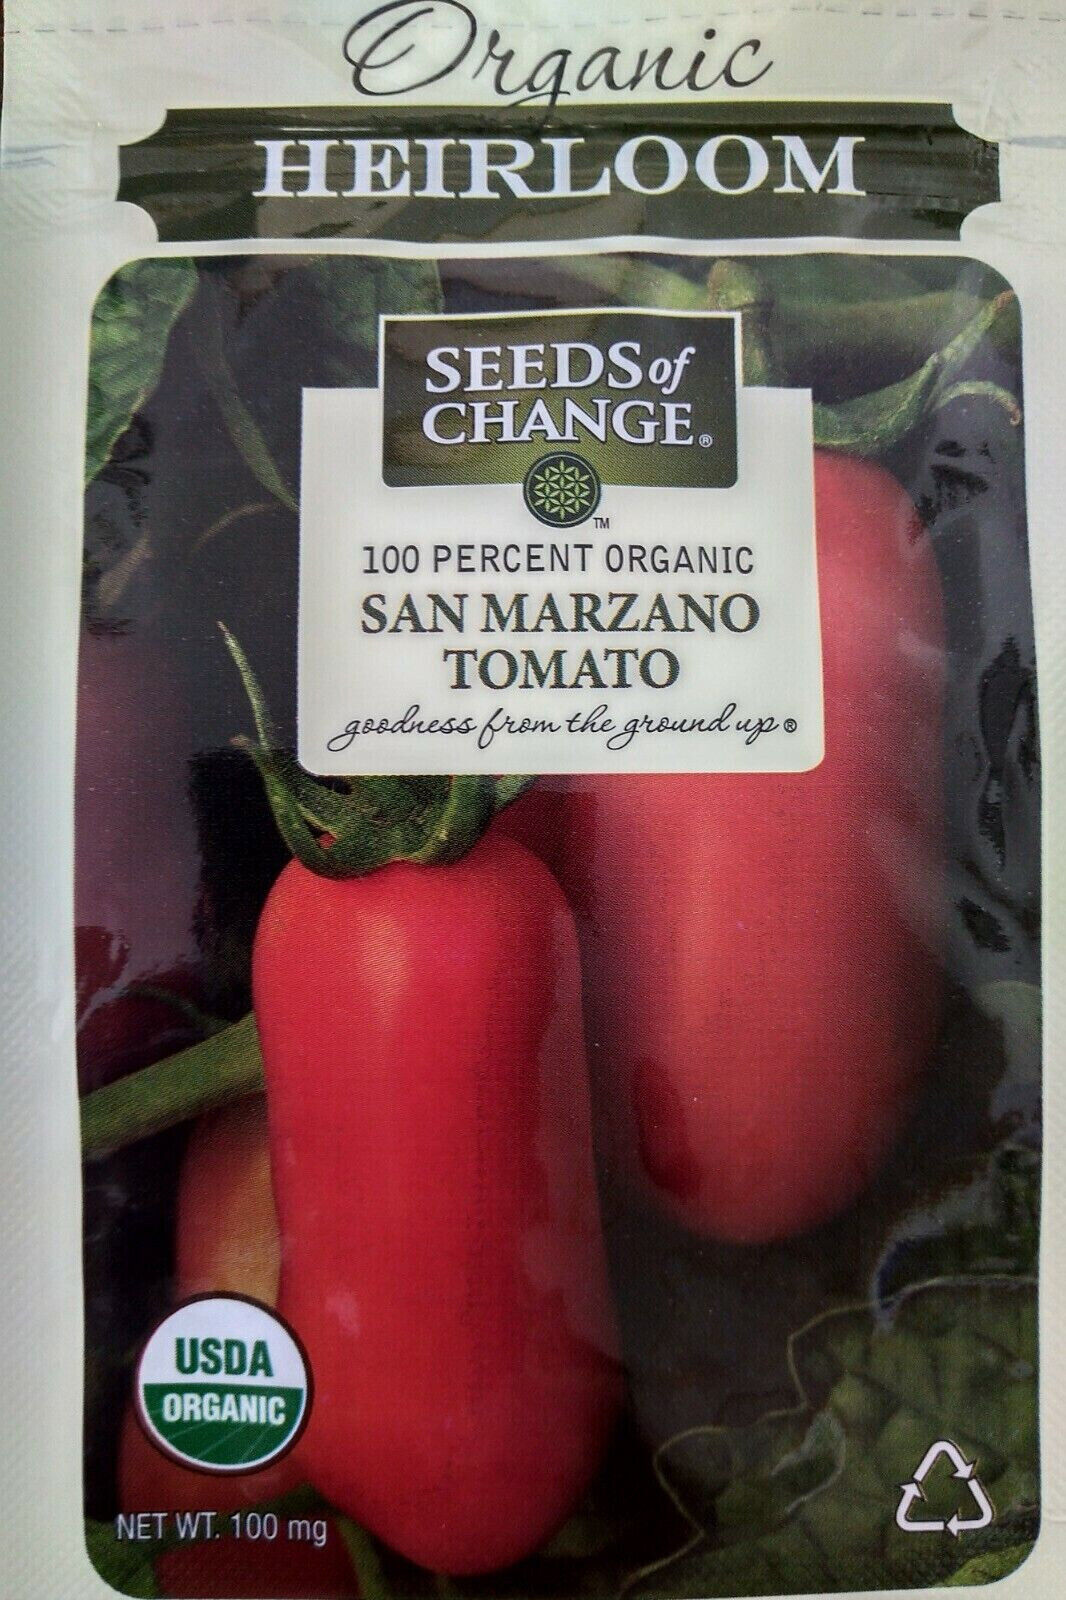 Organic
HEIRLOOM
SEEDS of
CHANGE®
TM
100 PERCENT ORGANIC
SAN MARZANO
TOMATO
goodness from the ground up®
USDA
ORGANIC
NET WT. 100 mg